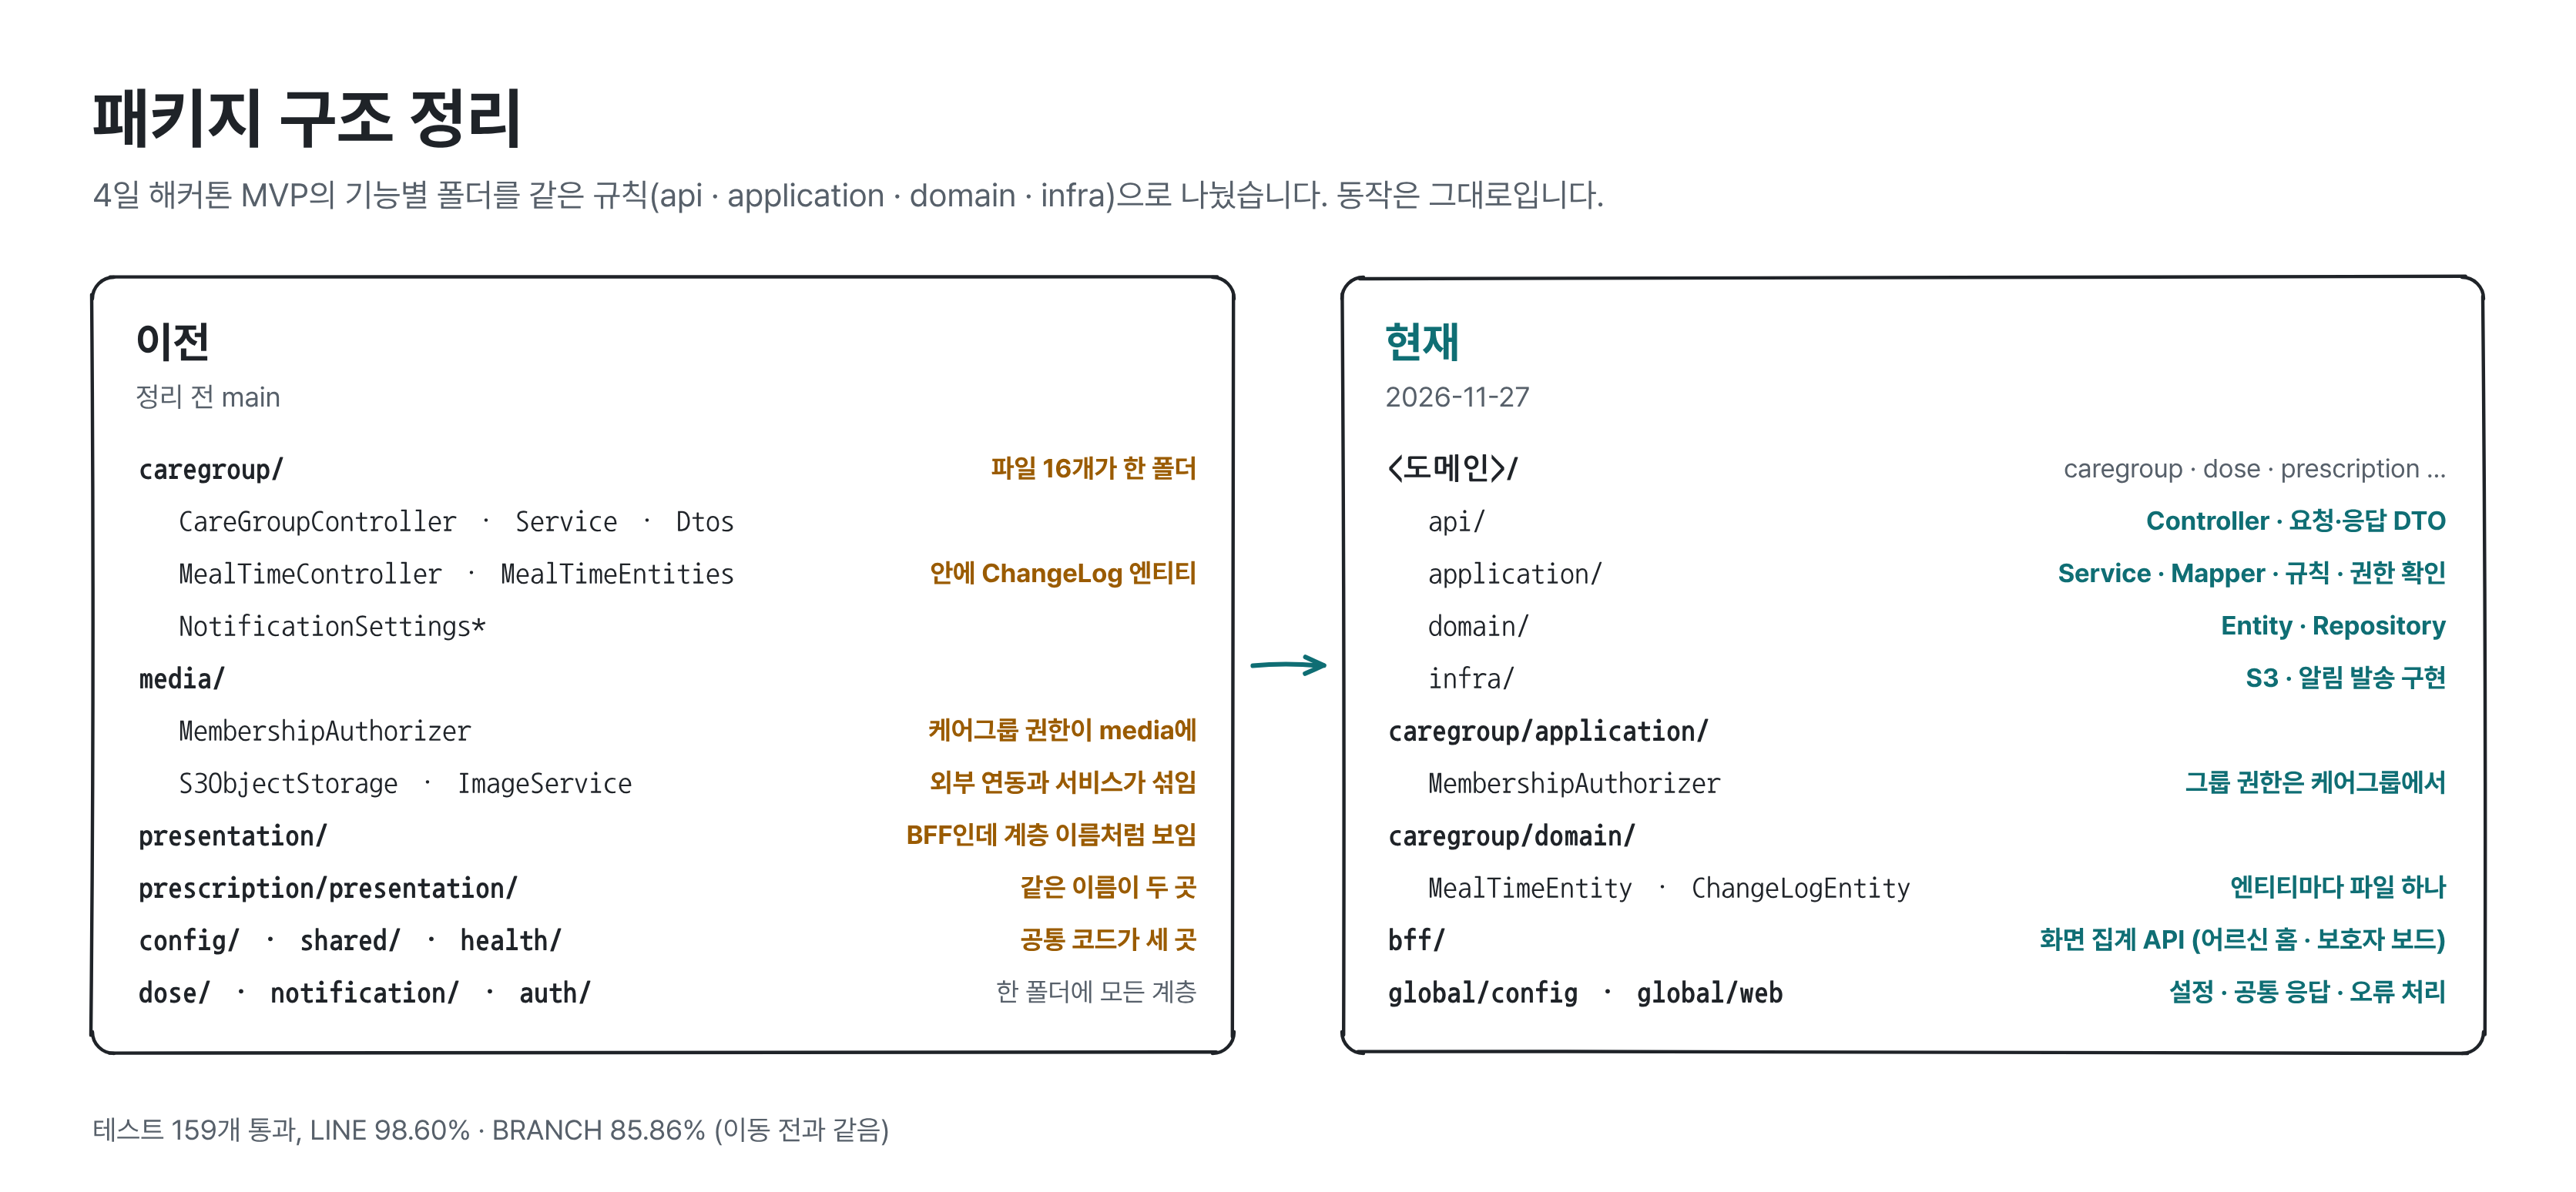 패키지 구조 정리
4일 해커톤 MVP의 기능별 폴더를 같은 규칙(api · application · domain · infra)으로 나눴습니다. 동작은 그대로입니다.
이전
정리 전 main
caregroup/ 파일 16개가 한 폴더
CareGroupController · Service · Dtos
MealTimeController · MealTimeEntities 안에 ChangeLog 엔티티
NotificationSettings*
media/
MembershipAuthorizer 케어그룹 권한이 media에
S3ObjectStorage · ImageService 외부 연동과 서비스가 섞임
presentation/ BFF인데 계층 이름처럼 보임
prescription/presentation/ 같은 이름이 두 곳
config/ · shared/ · health/ 공통 코드가 세 곳
dose/ · notification/ · auth/ 한 폴더에 모든 계층
현재
2026-11-27
<도메인>/ caregroup · dose · prescription ...
api/ Controller · 요청·응답 DTO
application/ Service · Mapper · 규칙 · 권한 확인
domain/ Entity · Repository
infra/ S3 · 알림 발송 구현
caregroup/application/
MembershipAuthorizer 그룹 권한은 케어그룹에서
caregroup/domain/
MealTimeEntity · ChangeLogEntity 엔티티마다 파일 하나
bff/ 화면 집계 API (어르신 홈 · 보호자 보드)
global/config · global/web 설정 · 공통 응답 · 오류 처리
테스트 159개 통과, LINE 98.60% · BRANCH 85.86% (이동 전과 같음)